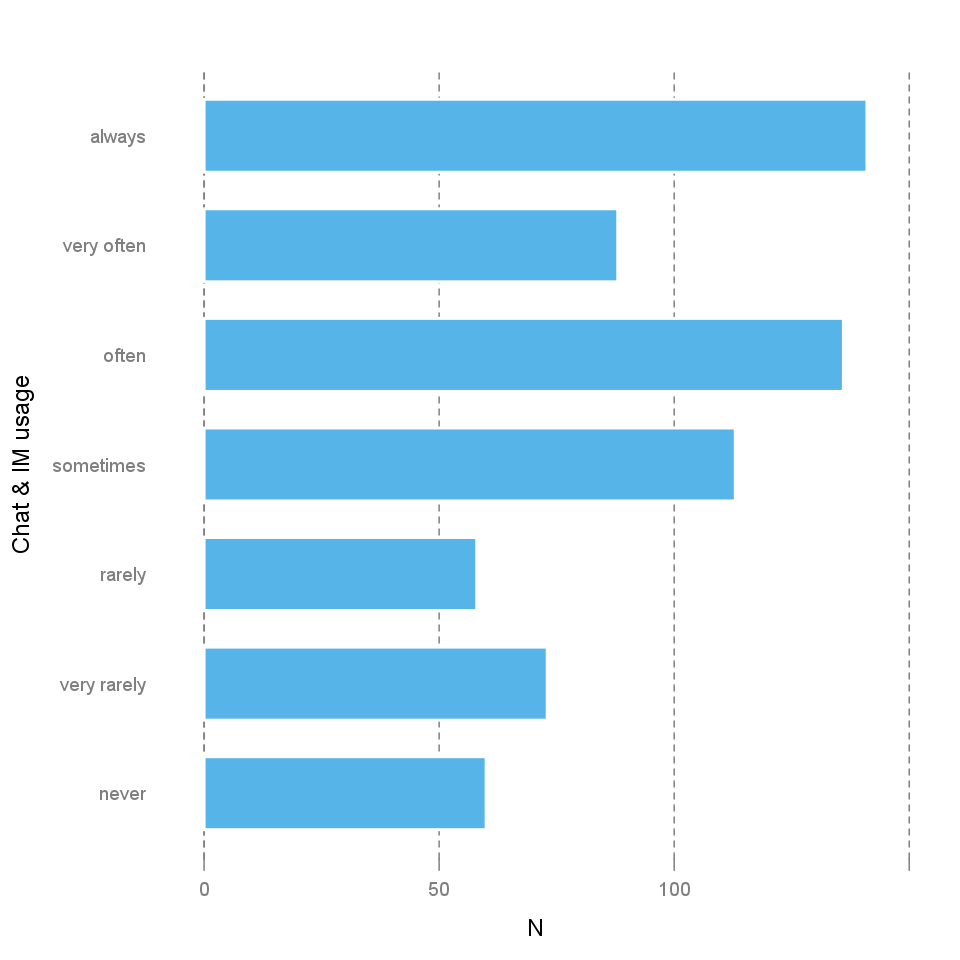 always
very often
often
sometimes
rarely
very rarely
never
Chat & IM usage
0 50 100
N